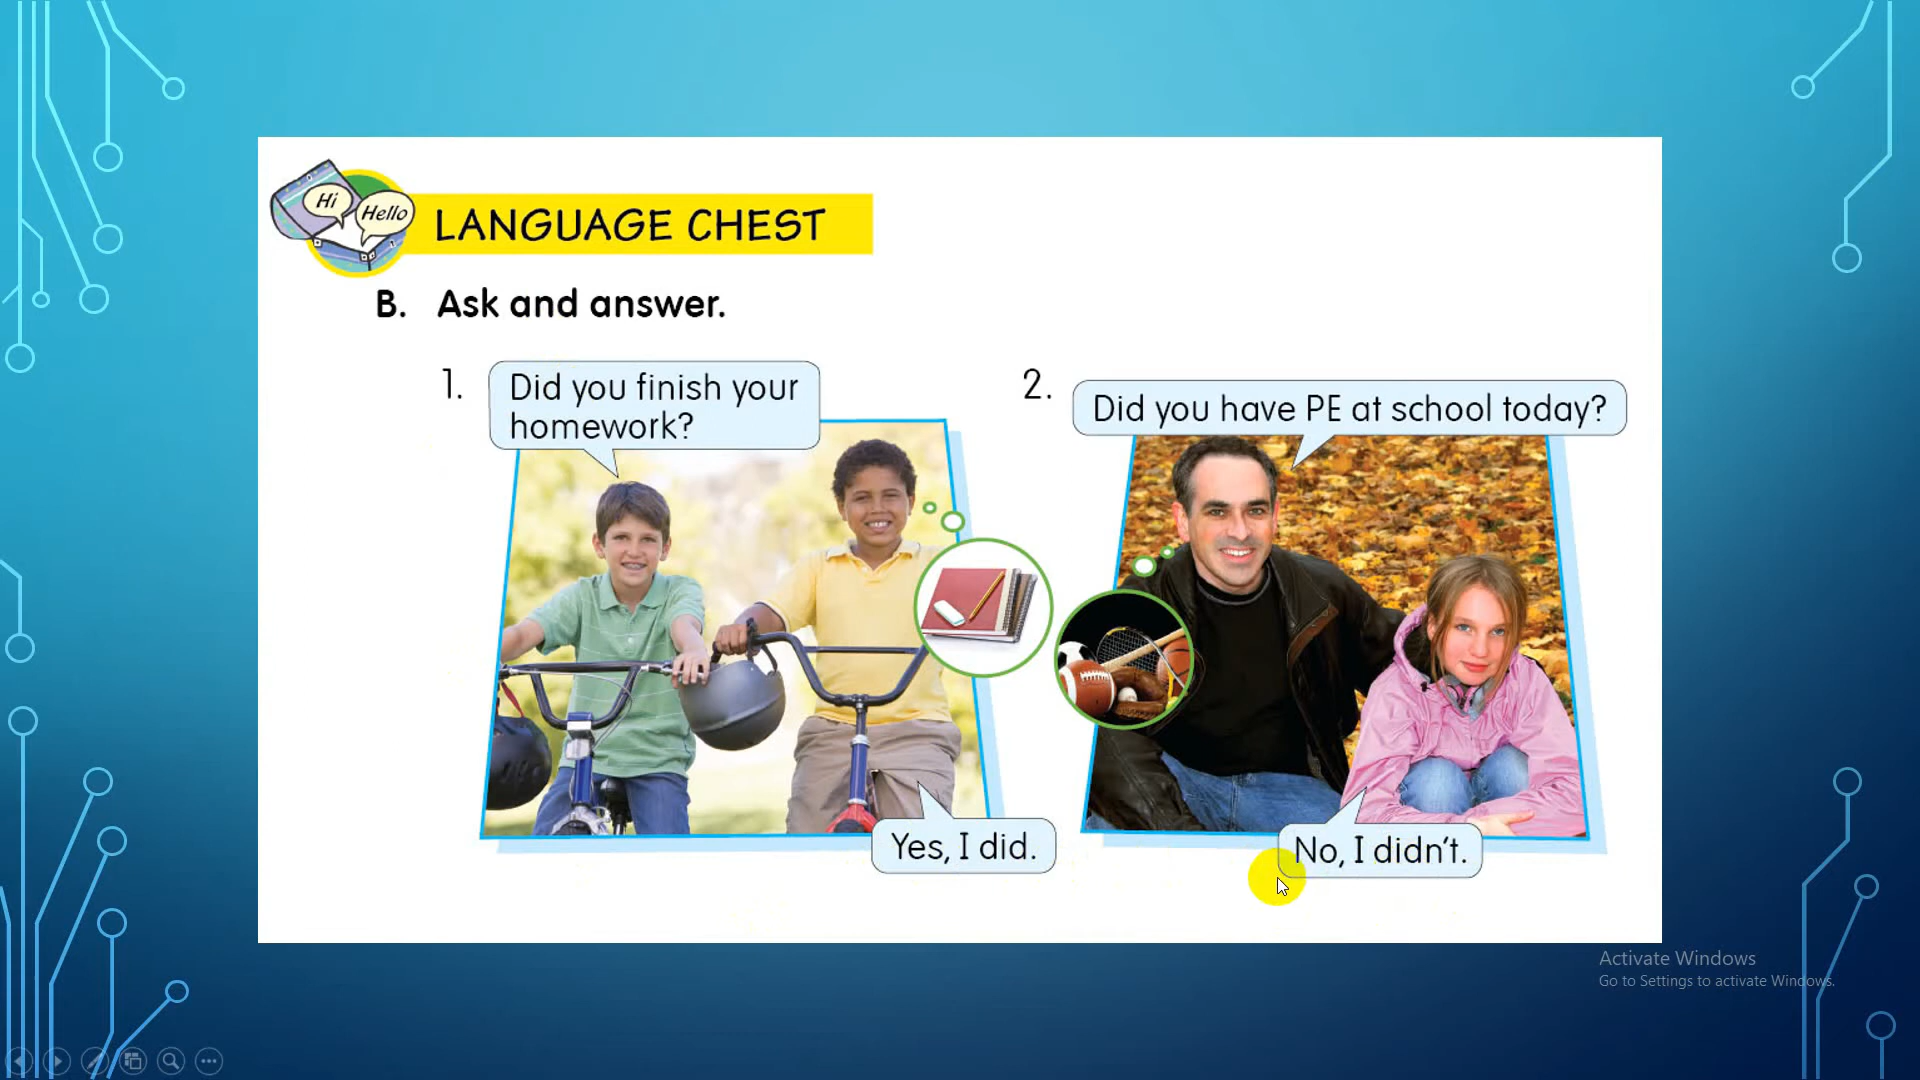 Hi
Hello
LANGUAGE CHEST
B. Ask and answer.
1.
Did you finish your
homework?
Yes, I did.
2.
Did you have PE at school today?
No, I didn't.
Activate Windows
Go to Settings to activate Windows.